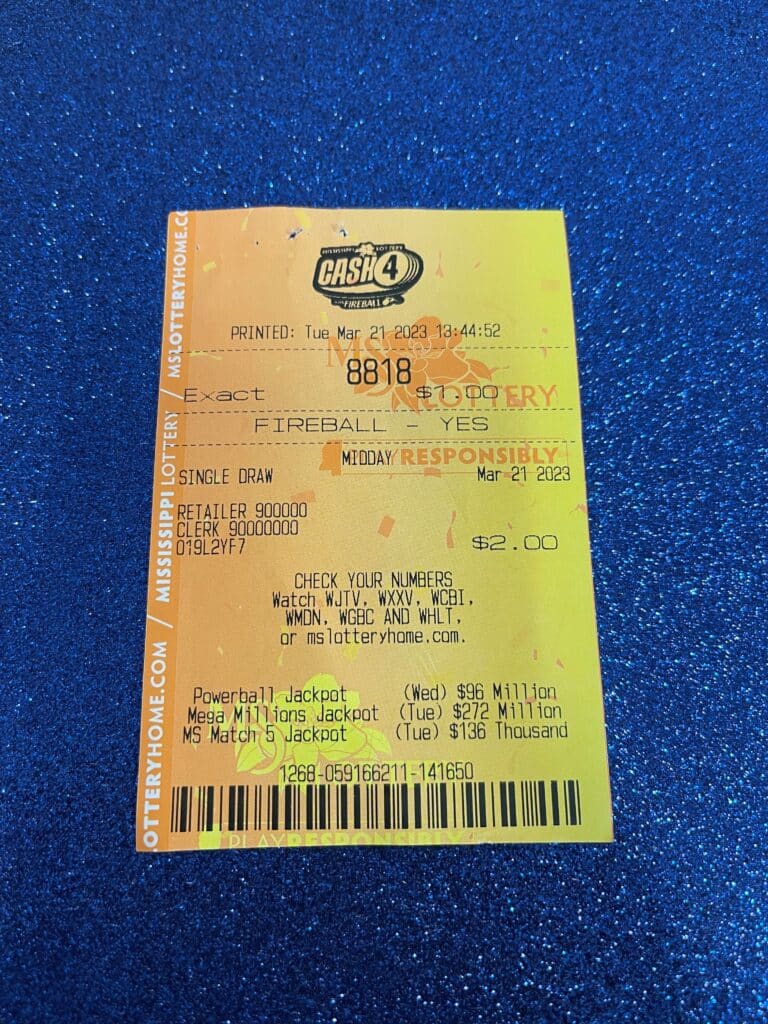 MISSISSIPPI LOTTERY
CASH 4
FIREBALL
PRINTED: Tue Mar 21 2023 13:44:52
8818
Exact $1.00
MS LOTTERY
FIREBALL - YES
MIDDAY RESPONSIBLY
SINGLE DRAW Mar 21 2023
RETAILER 900000
CLERK 90000000
019L2YF7 $2.00
CHECK YOUR NUMBERS
Watch WJTV, WXXV, WCBI,
WMDN, WGBC AND WHLT,
or mslotteryhome.com.
Powerball Jackpot (Wed) $96 Million
Mega Millions Jackpot (Tue) $272 Million
MS Match 5 Jackpot (Tue) $136 Thousand
MS
1268-059166211-141650
PLAY RESPONSIBLY
OTTERYHOME.COM / MISSISSIPPI LOTTERY / MSLOTTERYHOME.C